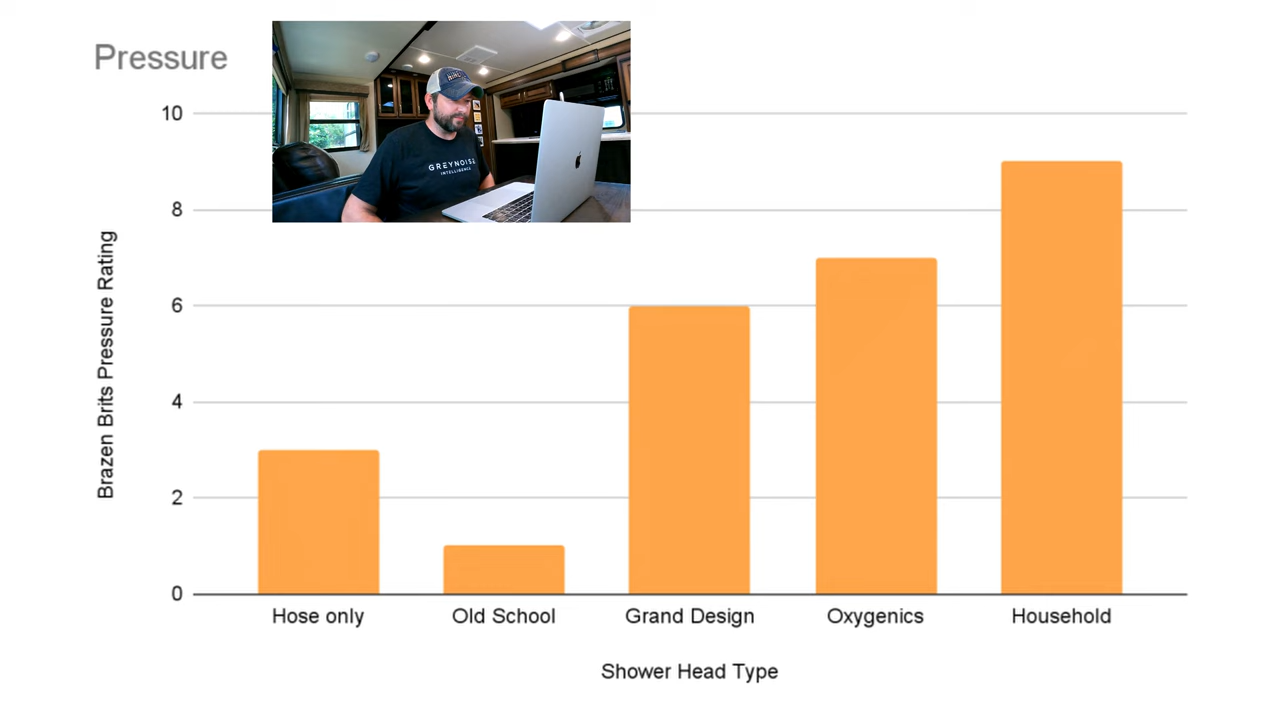 Pressure
GREYNOISE
INTELLIGENCE
10
8
6
4
2
0
Brazen Brits Pressure Rating
Hose only
Old School
Grand Design
Oxygenics
Household
Shower Head Type